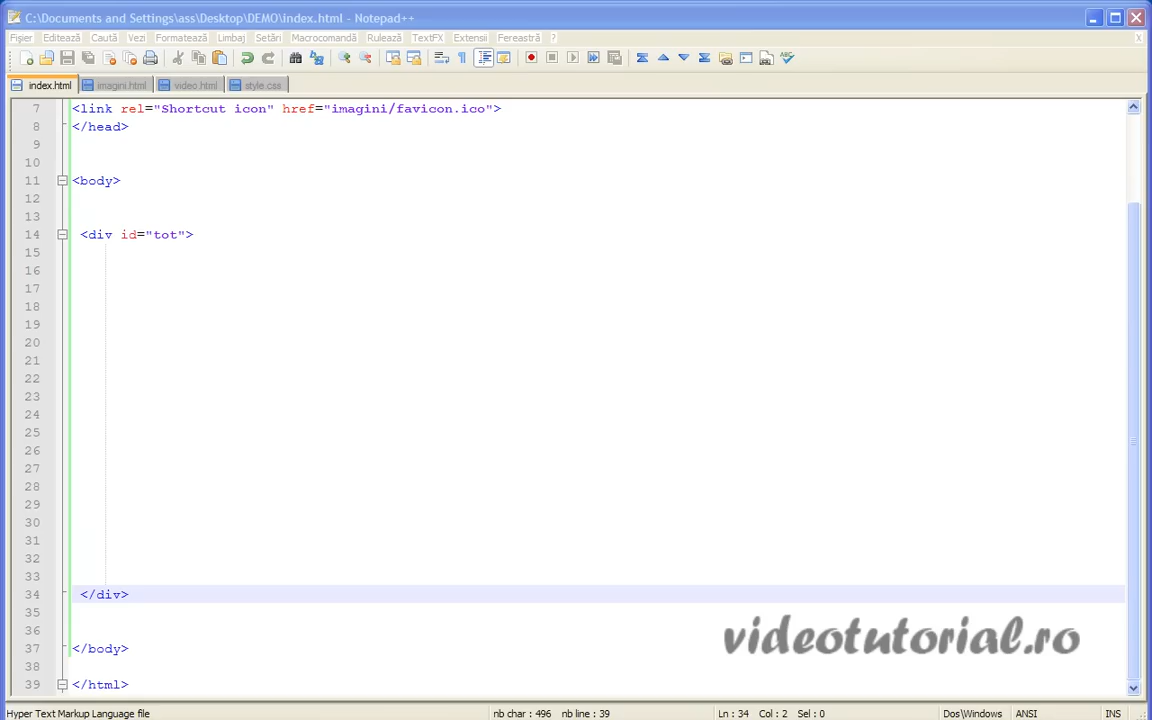 C:\Documents and Settings\ass\Desktop\DEMO\index.html - Notepad++
Fişier Editează Caută Vezi Formatează Limbaj Setări Macrocomandă Rulează TextFX Extensii Fereastră ? X
index.html imagini.html video.html style.css
7 <link rel="Shortcut icon" href="imagini/favicon.ico">
8 </head>
9
10
11 <body>
12
13
14 <div id="tot">
15
16
17
18
19
20
21
22
23
24
25
26
27
28
29
30
31
32
33
34 </div>
35
36
37 </body>
38
39 </html>
videotutorial.ro
Hyper Text Markup Language file nb char : 496 nb line : 39 Ln : 34 Col : 2 Sel : 0 Dos\Windows ANSI INS